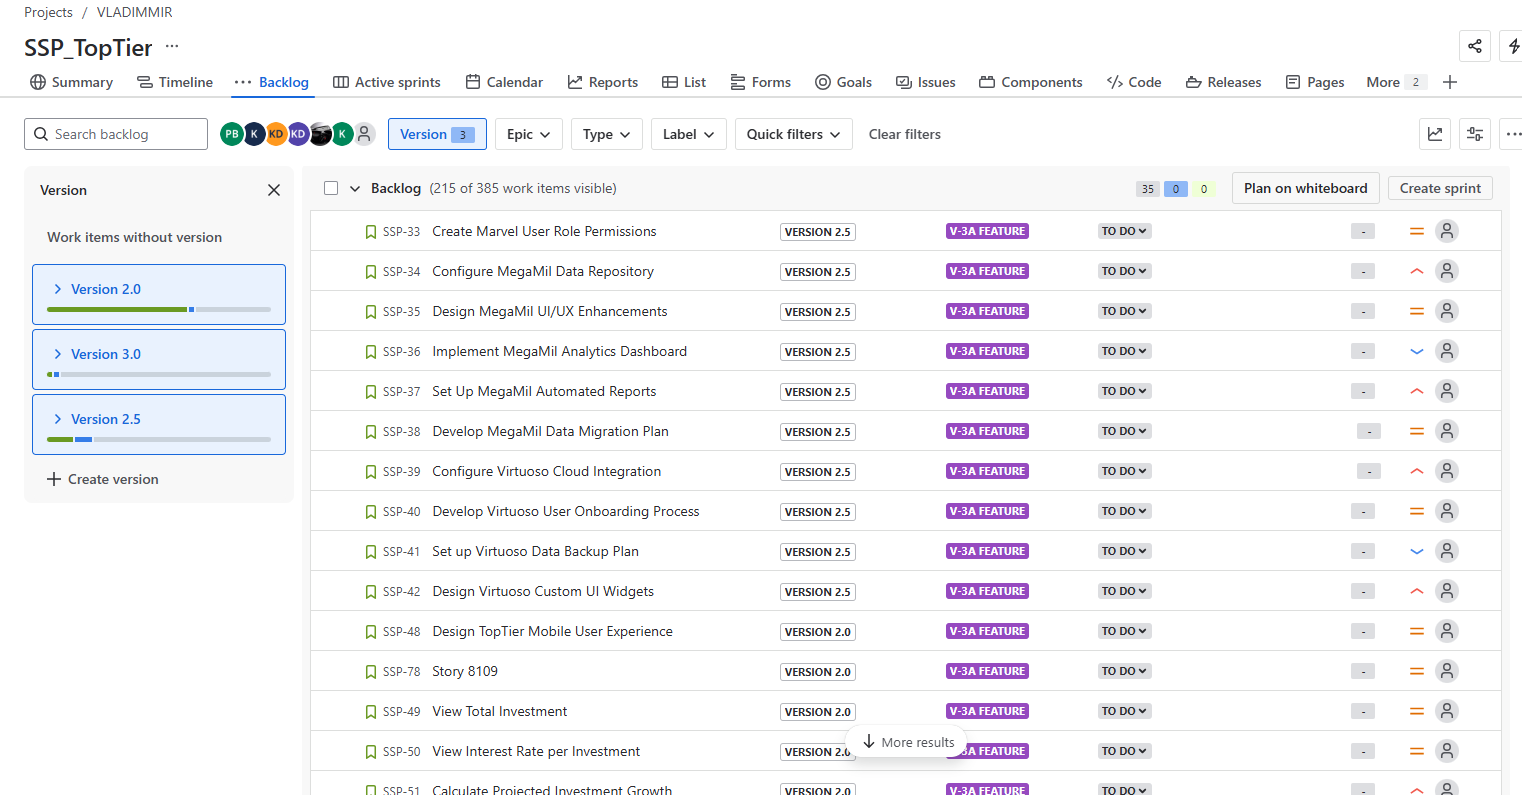 Projects / VLADIMMIR
SSP_TopTier ...
Summary Timeline Backlog Active sprints Calendar Reports List Forms Goals Issues Components Code Releases Pages More 2
Search backlog PB K KD KD K Version 3 Epic Type Label Quick filters Clear filters
Version
Work items without version
Version 2.0
Version 3.0
Version 2.5
Create version
Backlog (215 of 385 work items visible) 35 0 0 Plan on whiteboard Create sprint
SSP-33 Create Marvel User Role Permissions VERSION 2.5 V-3A FEATURE TO DO -
SSP-34 Configure MegaMil Data Repository VERSION 2.5 V-3A FEATURE TO DO -
SSP-35 Design MegaMil UI/UX Enhancements VERSION 2.5 V-3A FEATURE TO DO -
SSP-36 Implement MegaMil Analytics Dashboard VERSION 2.5 V-3A FEATURE TO DO -
SSP-37 Set Up MegaMil Automated Reports VERSION 2.5 V-3A FEATURE TO DO -
SSP-38 Develop MegaMil Data Migration Plan VERSION 2.5 V-3A FEATURE TO DO -
SSP-39 Configure Virtuoso Cloud Integration VERSION 2.5 V-3A FEATURE TO DO -
SSP-40 Develop Virtuoso User Onboarding Process VERSION 2.5 V-3A FEATURE TO DO -
SSP-41 Set up Virtuoso Data Backup Plan VERSION 2.5 V-3A FEATURE TO DO -
SSP-42 Design Virtuoso Custom UI Widgets VERSION 2.5 V-3A FEATURE TO DO -
SSP-48 Design TopTier Mobile User Experience VERSION 2.0 V-3A FEATURE TO DO -
SSP-78 Story 8109 VERSION 2.0 V-3A FEATURE TO DO -
SSP-49 View Total Investment VERSION 2.0 V-3A FEATURE TO DO -
More results
SSP-50 View Interest Rate per Investment VERSION 2.0 3A FEATURE TO DO -
SSP-51 Calculate Projected Investment Growth VERSION 2.0 V-3A FEATURE TO DO -